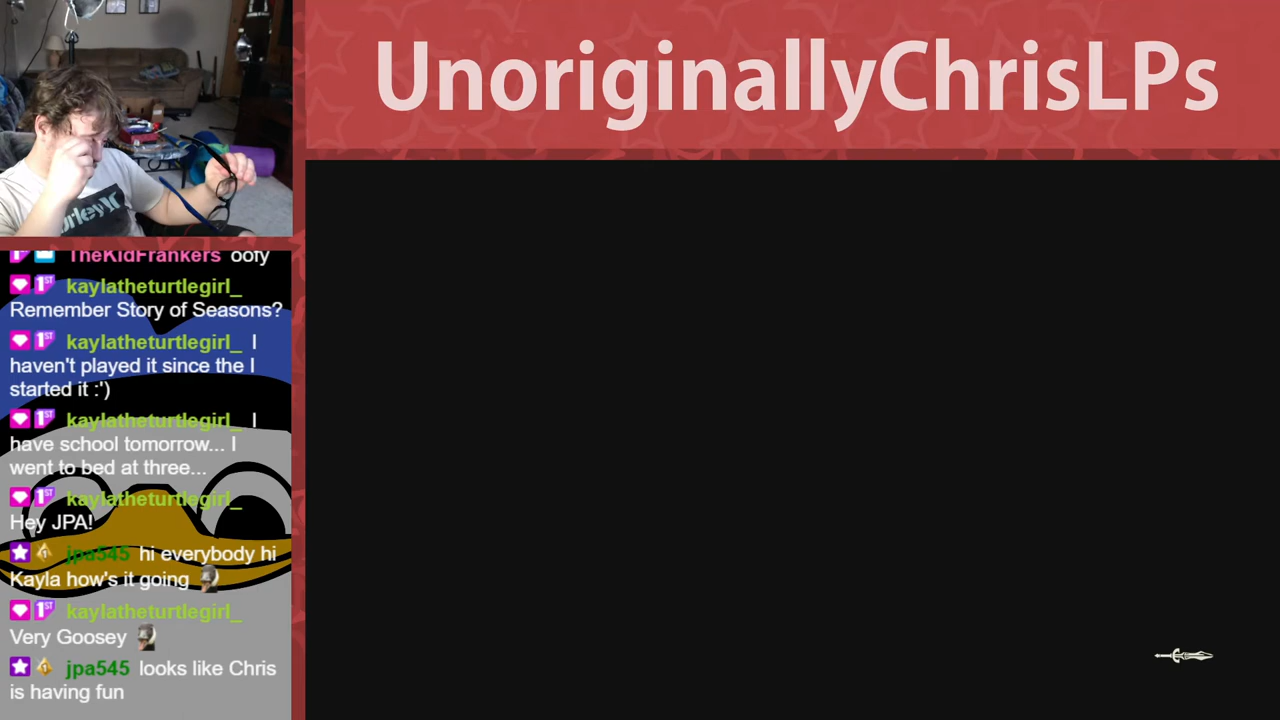 UnoriginallyChrisLPs
TheKidFrankers oofy
kaylatheturtlegirl_
Remember Story of Seasons?
kaylatheturtlegirl_ I
haven't played it since the I
started it :')
kaylatheturtlegirl_ I
have school tomorrow... I
went to bed at three...
kaylatheturtlegirl_
Hey JPA!
jpa545 hi everybody hi
Kayla how's it going
kaylatheturtlegirl_
Very Goosey
jpa545 looks like Chris
is having fun